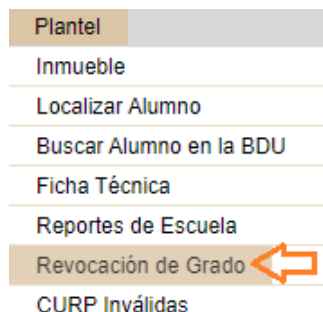 Plantel
Inmueble
Localizar Alumno
Buscar Alumno en la BDU
Ficha Técnica
Reportes de Escuela
Revocación de Grado
CURP Inválidas